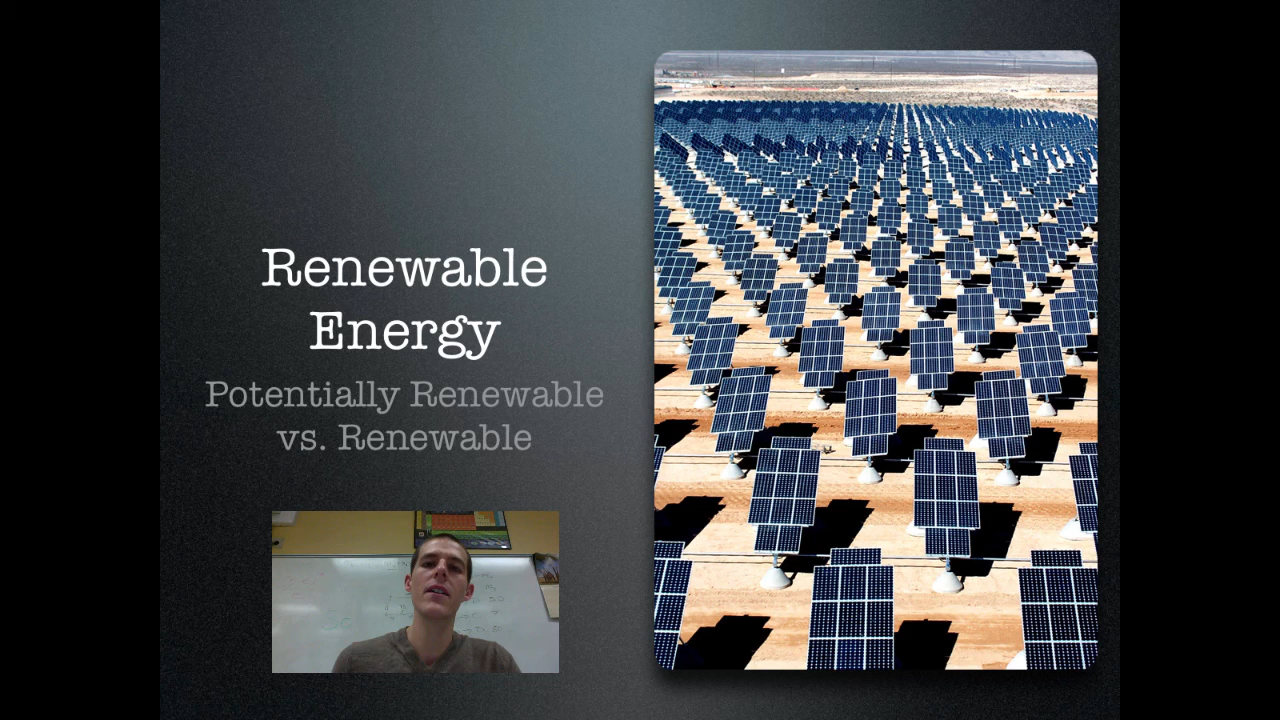 Renewable
Energy
Potentially Renewable
vs. Renewable